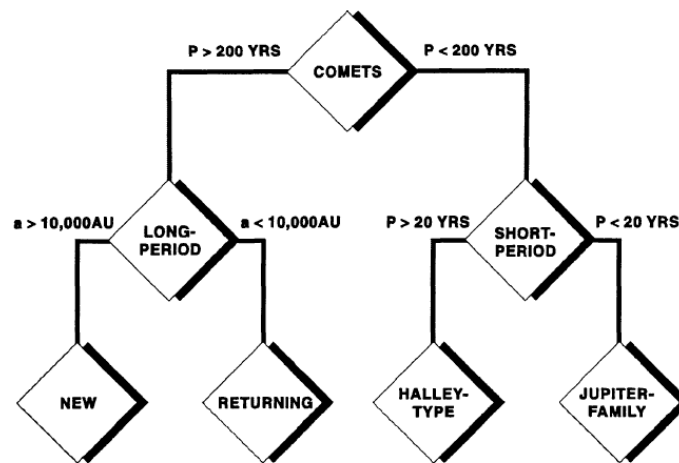 P > 200 YRS
P < 200 YRS
COMETS
a > 10,000AU
LONG-
PERIOD
a < 10,000AU
P > 20 YRS
SHORT-
PERIOD
P < 20 YRS
NEW
RETURNING
HALLEY-
TYPE
JUPITER-
FAMILY